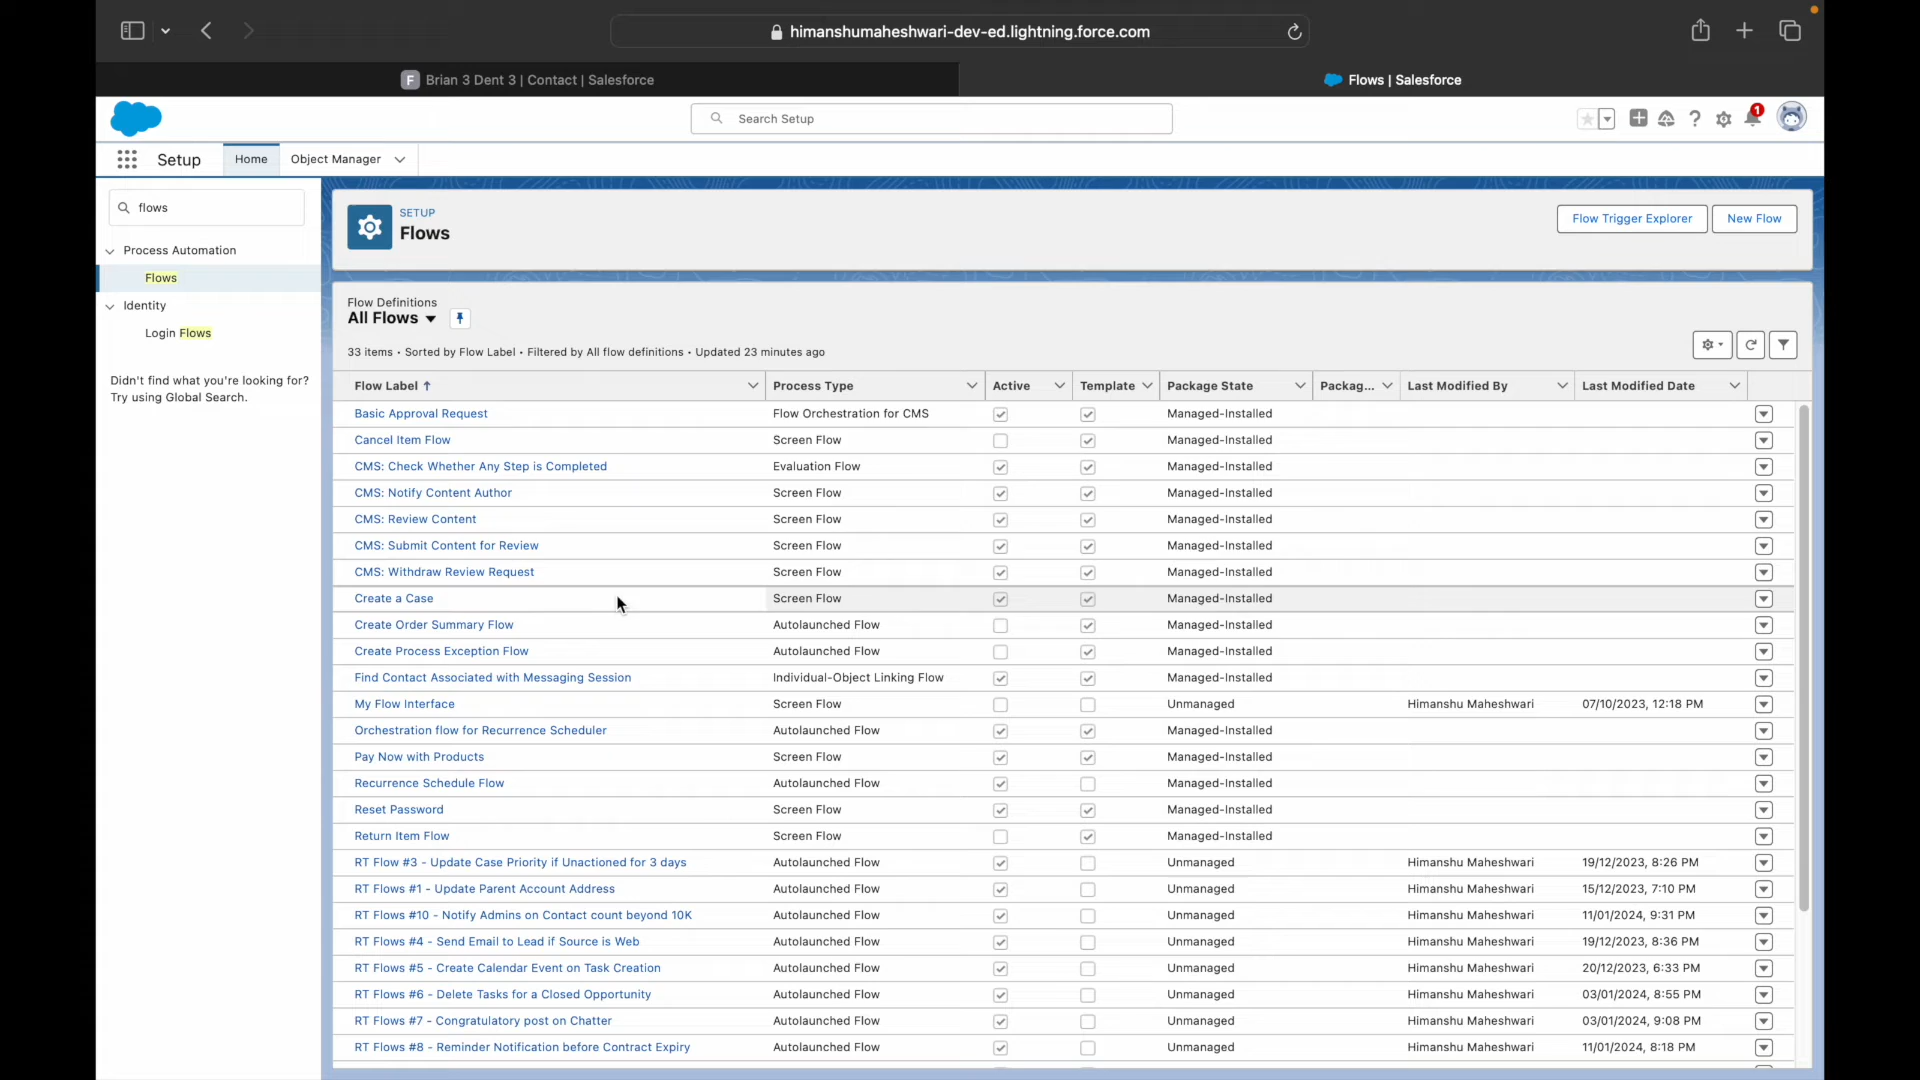 himanshumaheshwari-dev-ed.lightning.force.com
F Brian 3 Dent 3 | Contact | Salesforce
Flows | Salesforce
Search Setup
1
Setup Home Object Manager
flows
Process Automation
Flows
Identity
Login Flows
Didn't find what you're looking for?
Try using Global Search.
SETUP
Flows
Flow Trigger Explorer New Flow
Flow Definitions
All Flows
33 items • Sorted by Flow Label • Filtered by All flow definitions • Updated 23 minutes ago
Flow Label ↑ Process Type Active Template Package State Packag... Last Modified By Last Modified Date
Basic Approval Request Flow Orchestration for CMS Managed-Installed
Cancel Item Flow Screen Flow Managed-Installed
CMS: Check Whether Any Step is Completed Evaluation Flow Managed-Installed
CMS: Notify Content Author Screen Flow Managed-Installed
CMS: Review Content Screen Flow Managed-Installed
CMS: Submit Content for Review Screen Flow Managed-Installed
CMS: Withdraw Review Request Screen Flow Managed-Installed
Create a Case Screen Flow Managed-Installed
Create Order Summary Flow Autolaunched Flow Managed-Installed
Create Process Exception Flow Autolaunched Flow Managed-Installed
Find Contact Associated with Messaging Session Individual-Object Linking Flow Managed-Installed
My Flow Interface Screen Flow Unmanaged Himanshu Maheshwari 07/10/2023, 12:18 PM
Orchestration flow for Recurrence Scheduler Autolaunched Flow Managed-Installed
Pay Now with Products Screen Flow Managed-Installed
Recurrence Schedule Flow Autolaunched Flow Managed-Installed
Reset Password Screen Flow Managed-Installed
Return Item Flow Screen Flow Managed-Installed
RT Flow #3 - Update Case Priority if Unactioned for 3 days Autolaunched Flow Unmanaged Himanshu Maheshwari 19/12/2023, 8:26 PM
RT Flows #1 - Update Parent Account Address Autolaunched Flow Unmanaged Himanshu Maheshwari 15/12/2023, 7:10 PM
RT Flows #10 - Notify Admins on Contact count beyond 10K Autolaunched Flow Unmanaged Himanshu Maheshwari 11/01/2024, 9:31 PM
RT Flows #4 - Send Email to Lead if Source is Web Autolaunched Flow Unmanaged Himanshu Maheshwari 19/12/2023, 8:36 PM
RT Flows #5 - Create Calendar Event on Task Creation Autolaunched Flow Unmanaged Himanshu Maheshwari 20/12/2023, 6:33 PM
RT Flows #6 - Delete Tasks for a Closed Opportunity Autolaunched Flow Unmanaged Himanshu Maheshwari 03/01/2024, 8:55 PM
RT Flows #7 - Congratulatory post on Chatter Autolaunched Flow Unmanaged Himanshu Maheshwari 03/01/2024, 9:08 PM
RT Flows #8 - Reminder Notification before Contract Expiry Autolaunched Flow Unmanaged Himanshu Maheshwari 11/01/2024, 8:18 PM